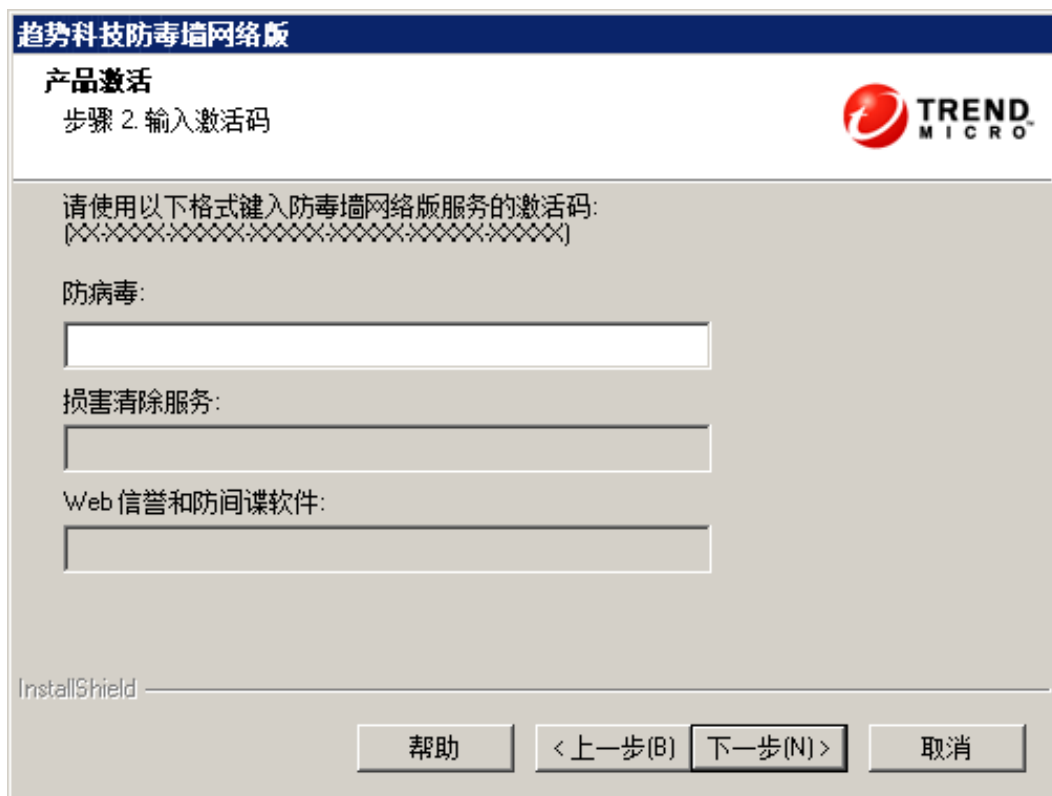 趋势科技防毒墙网络版
产品激活
步骤 2. 输入激活码
TREND
MICRO
请使用以下格式键入防毒墙网络版服务的激活码:
(XX-XXXX-XXXXX-XXXXX-XXXXX-XXXXX-XXXXX)
防病毒:
损害清除服务:
Web 信誉和防间谍软件:
InstallShield
帮助
< 上一步(B)
下一步(N) >
取消